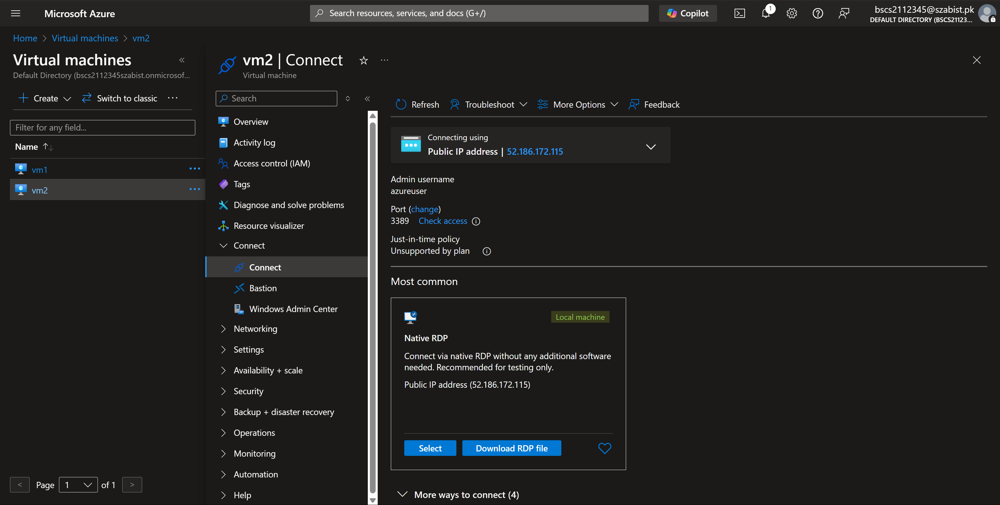 Microsoft Azure
Search resources, services, and docs (G+/)
Copilot
1
bscs2112345@szabist.pk
DEFAULT DIRECTORY (BSCS21123...
Home > Virtual machines > vm2
Virtual machines
Default Directory (bscs2112345szabist.onmicrosof...
Create
Switch to classic
Filter for any field...
Name
vm1
vm2
< Page 1 of 1 >
vm2 | Connect
Virtual machine
Search
Overview
Activity log
Access control (IAM)
Tags
Diagnose and solve problems
Resource visualizer
Connect
Connect
Bastion
Windows Admin Center
Networking
Settings
Availability + scale
Security
Backup + disaster recovery
Operations
Monitoring
Automation
Help
Refresh
Troubleshoot
More Options
Feedback
Connecting using
Public IP address | 52.186.172.115
Admin username
azureuser
Port (change)
3389 Check access
Just-in-time policy
Unsupported by plan
Most common
Local machine
Native RDP
Connect via native RDP without any additional software
needed. Recommended for testing only.
Public IP address (52.186.172.115)
Select
Download RDP file
More ways to connect (4)